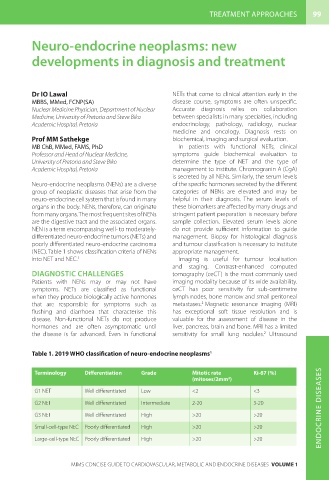 TREATMENT APPROACHES 99
Neuro-endocrine neoplasms: new
developments in diagnosis and treatment
Dr IO Lawal
MBBS, MMed, FCNP(SA)
Nuclear Medicine Physician, Department of Nuclear
Medicine, University of Pretoria and Steve Biko
Academic Hospital, Pretoria
Prof MM Sathekge
MB ChB, MMed, FAMS, PhD
Professor and Head of Nuclear Medicine,
University of Pretoria and Steve Biko
Academic Hospital, Pretoria
Neuro-endocrine neoplasms (NENs) are a diverse
group of neoplastic diseases that arise from the
neuro-endocrine cell system that is found in many
organs in the body. NENs, therefore, can originate
from many organs. The most frequent sites of NENs
are the digestive tract and the associated organs.
NEN is a term encompassing well- to moderately-
differentiated neuro-endocrine tumors (NETs) and
poorly differentiated neuro-endocrine carcinoma
(NEC). Table 1 shows classification criteria of NENs
into NET and NEC.¹
DIAGNOSTIC CHALLENGES
Patients with NENs may or may not have
symptoms. NETs are classified as functional
when they produce biologically active hormones
that are responsible for symptoms such as
flushing and diarrhoea that characterise this
disease. Non-functional NETs do not produce
hormones and are often asymptomatic until
the disease is far advanced. Even in functional
NETs that come to clinical attention early in the
disease course, symptoms are often unspecific.
Accurate diagnosis relies on collaboration
between specialists in many specialties, including
endocrinology, pathology, radiology, nuclear
medicine and oncology. Diagnosis rests on
biochemical, imaging and surgical evaluation.
In patients with functional NETs, clinical
symptoms guide biochemical evaluation to
determine the type of NET and the type of
management to institute. Chromogranin A (CgA)
is secreted by all NENs. Similarly, the serum levels
of the specific hormones secreted by the different
categories of NENs are elevated and may be
helpful in their diagnosis. The serum levels of
these biomarkers are affected by many drugs and
stringent patient preparation is necessary before
sample collection. Elevated serum levels alone
do not provide sufficient information to guide
management. Biopsy for histological diagnosis
and tumour classification is necessary to institute
appropriate management.
Imaging is useful for tumour localisation
and staging. Contrast-enhanced computed
tomography (ceCT) is the most commonly used
imaging modality because of its wide availability.
ceCT has poor sensitivity for sub-centimetre
lymph nodes, bone marrow and small peritoneal
metastases.² Magnetic resonance imaging (MRI)
has exceptional soft tissue resolution and is
valuable for the assessment of disease in the
liver, pancreas, brain and bone. MRI has a limited
sensitivity for small lung nodules.² Ultrasound
Table 1. 2019 WHO classification of neuro-endocrine neoplasms¹
Terminology Differentiation Grade Mitotic rate (mitoses/2mm²) Ki-67 (%)
G1 NET Well differentiated Low <2 <3
G2 NET Well differentiated Intermediate 2-20 3-20
G3 NET Well differentiated High >20 >20
Small-cell-type NEC Poorly differentiated High >20 >20
Large-cell-type NEC Poorly differentiated High >20 >20
ENDOCRINE DISEASES
MIMS CONCISE GUIDE TO CARDIOVASCULAR, METABOLIC AND ENDOCRINE DISEASES VOLUME 1